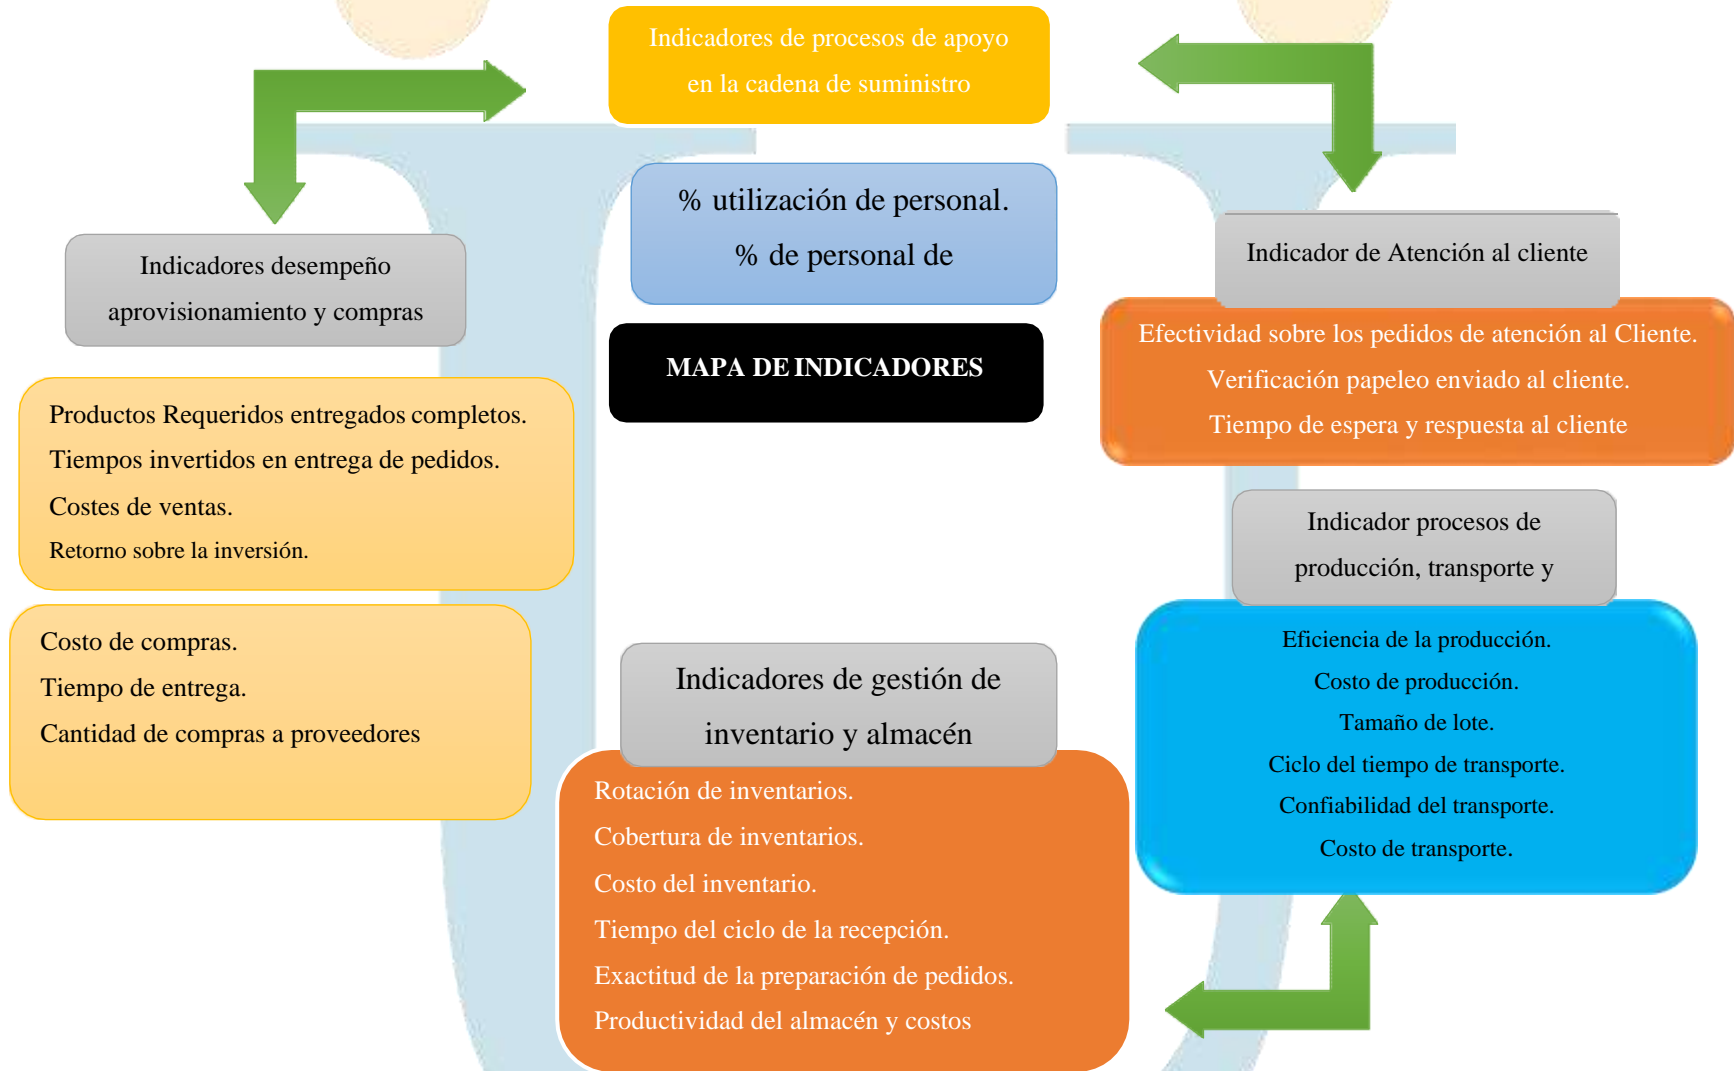 Indicadores de procesos de apoyo
en la cadena de suministro
% utilización de personal.
% de personal de
MAPA DE INDICADORES
Indicadores desempeño
aprovisionamiento y compras
Productos Requeridos entregados completos.
Tiempos invertidos en entrega de pedidos.
Costes de ventas.
Retorno sobre la inversión.
Costo de compras.
Tiempo de entrega.
Cantidad de compras a proveedores
Indicadores de gestión de
inventario y almacén
Rotación de inventarios.
Cobertura de inventarios.
Costo del inventario.
Tiempo del ciclo de la recepción.
Exactitud de la preparación de pedidos.
Productividad del almacén y costos
Indicador de Atención al cliente
Efectividad sobre los pedidos de atención al Cliente.
Verificación papeleo enviado al cliente.
Tiempo de espera y respuesta al cliente
Indicador procesos de
producción, transporte y
Eficiencia de la producción.
Costo de producción.
Tamaño de lote.
Ciclo del tiempo de transporte.
Confiabilidad del transporte.
Costo de transporte.